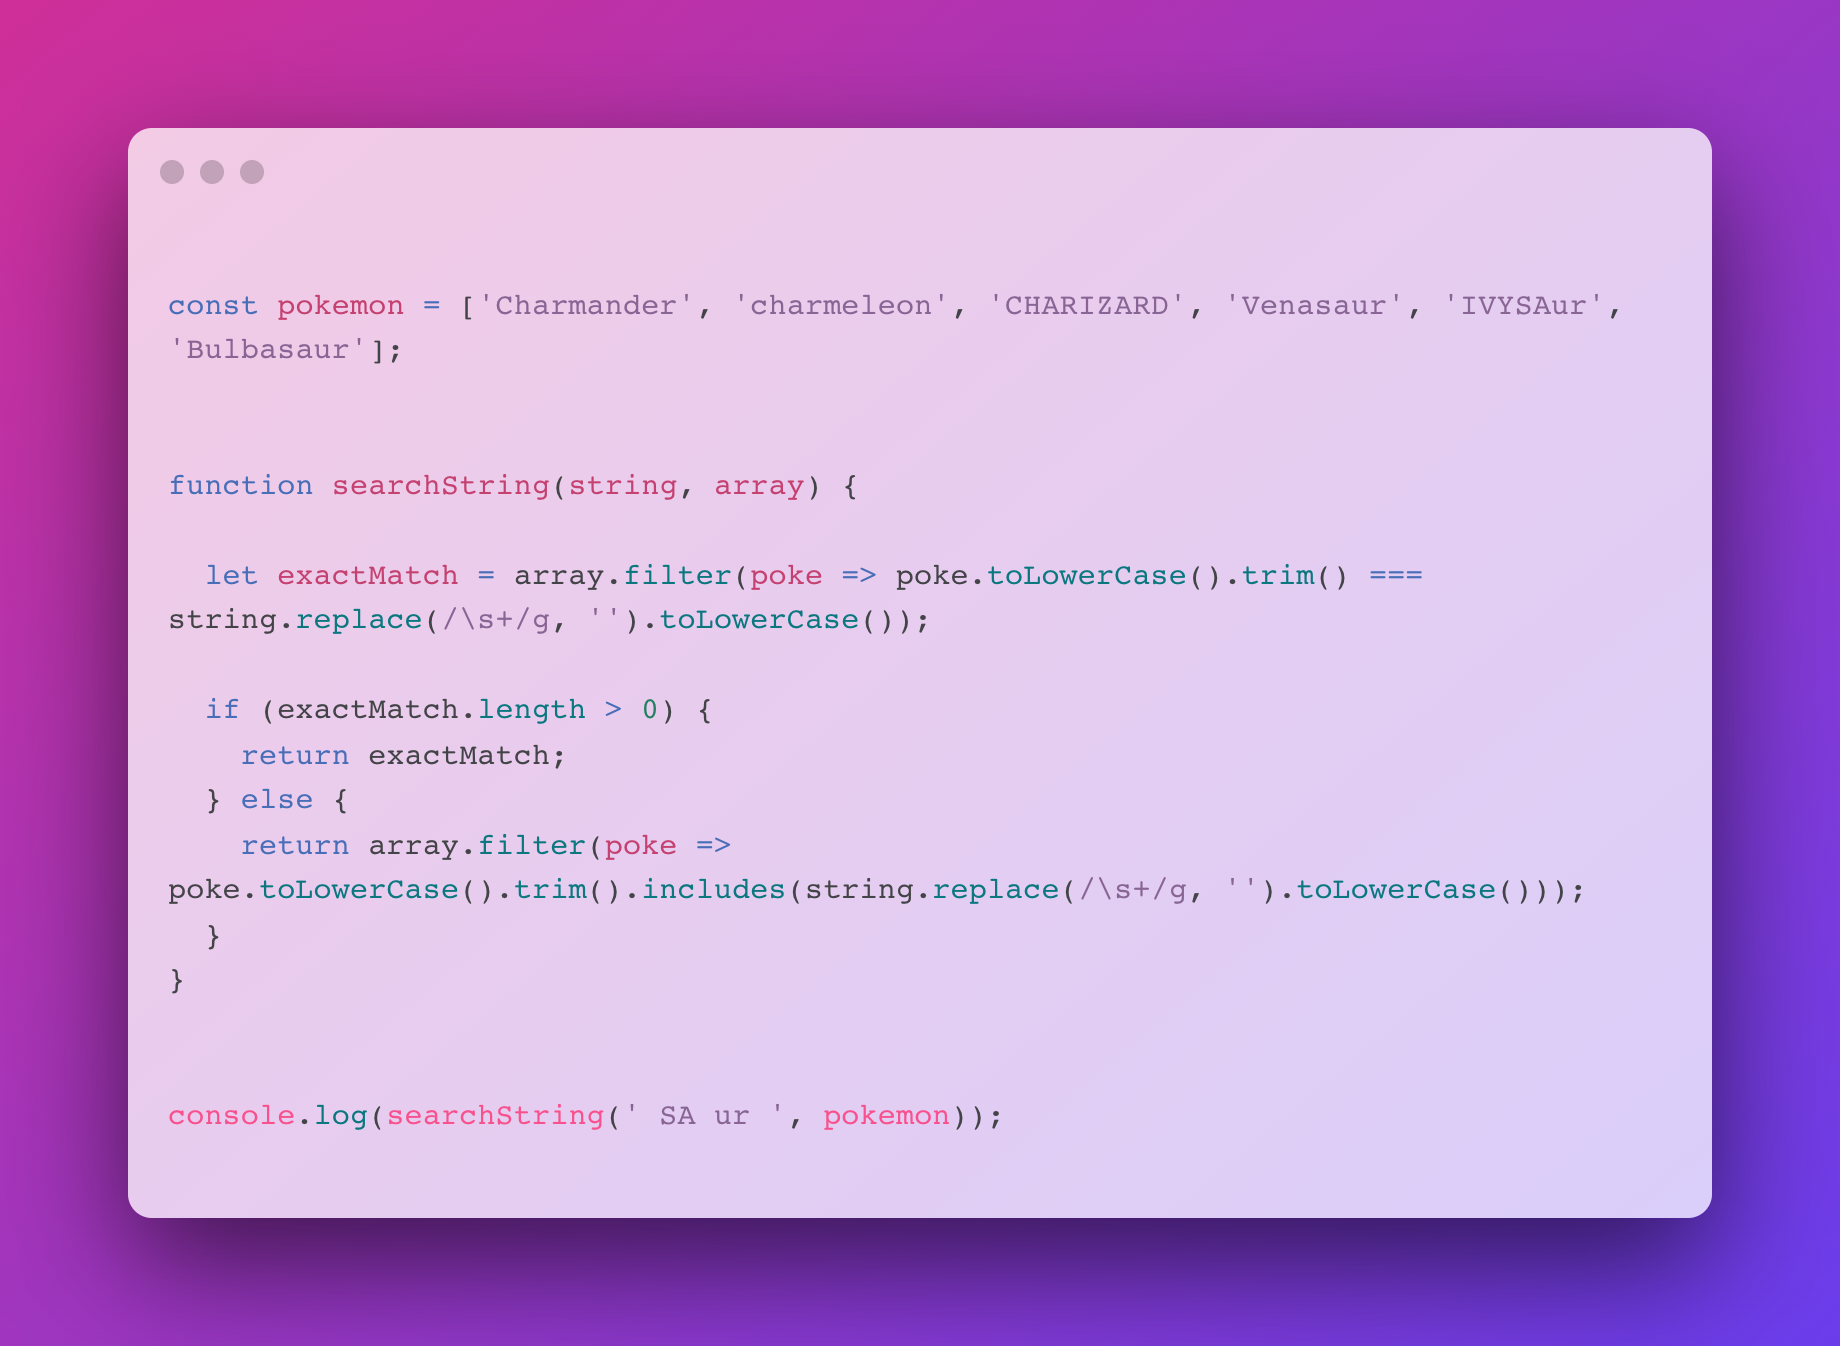 const pokemon = ['Charmander', 'charmeleon', 'CHARIZARD', 'Venasaur', 'IVYSAur',
'Bulbasaur'];
function searchString(string, array) {
  let exactMatch = array.filter(poke => poke.toLowerCase().trim() ===
string.replace(/\s+/g, '').toLowerCase());
  if (exactMatch.length > 0) {
    return exactMatch;
  } else {
    return array.filter(poke =>
poke.toLowerCase().trim().includes(string.replace(/\s+/g, '').toLowerCase()));
  }
}
console.log(searchString(' SA ur ', pokemon));